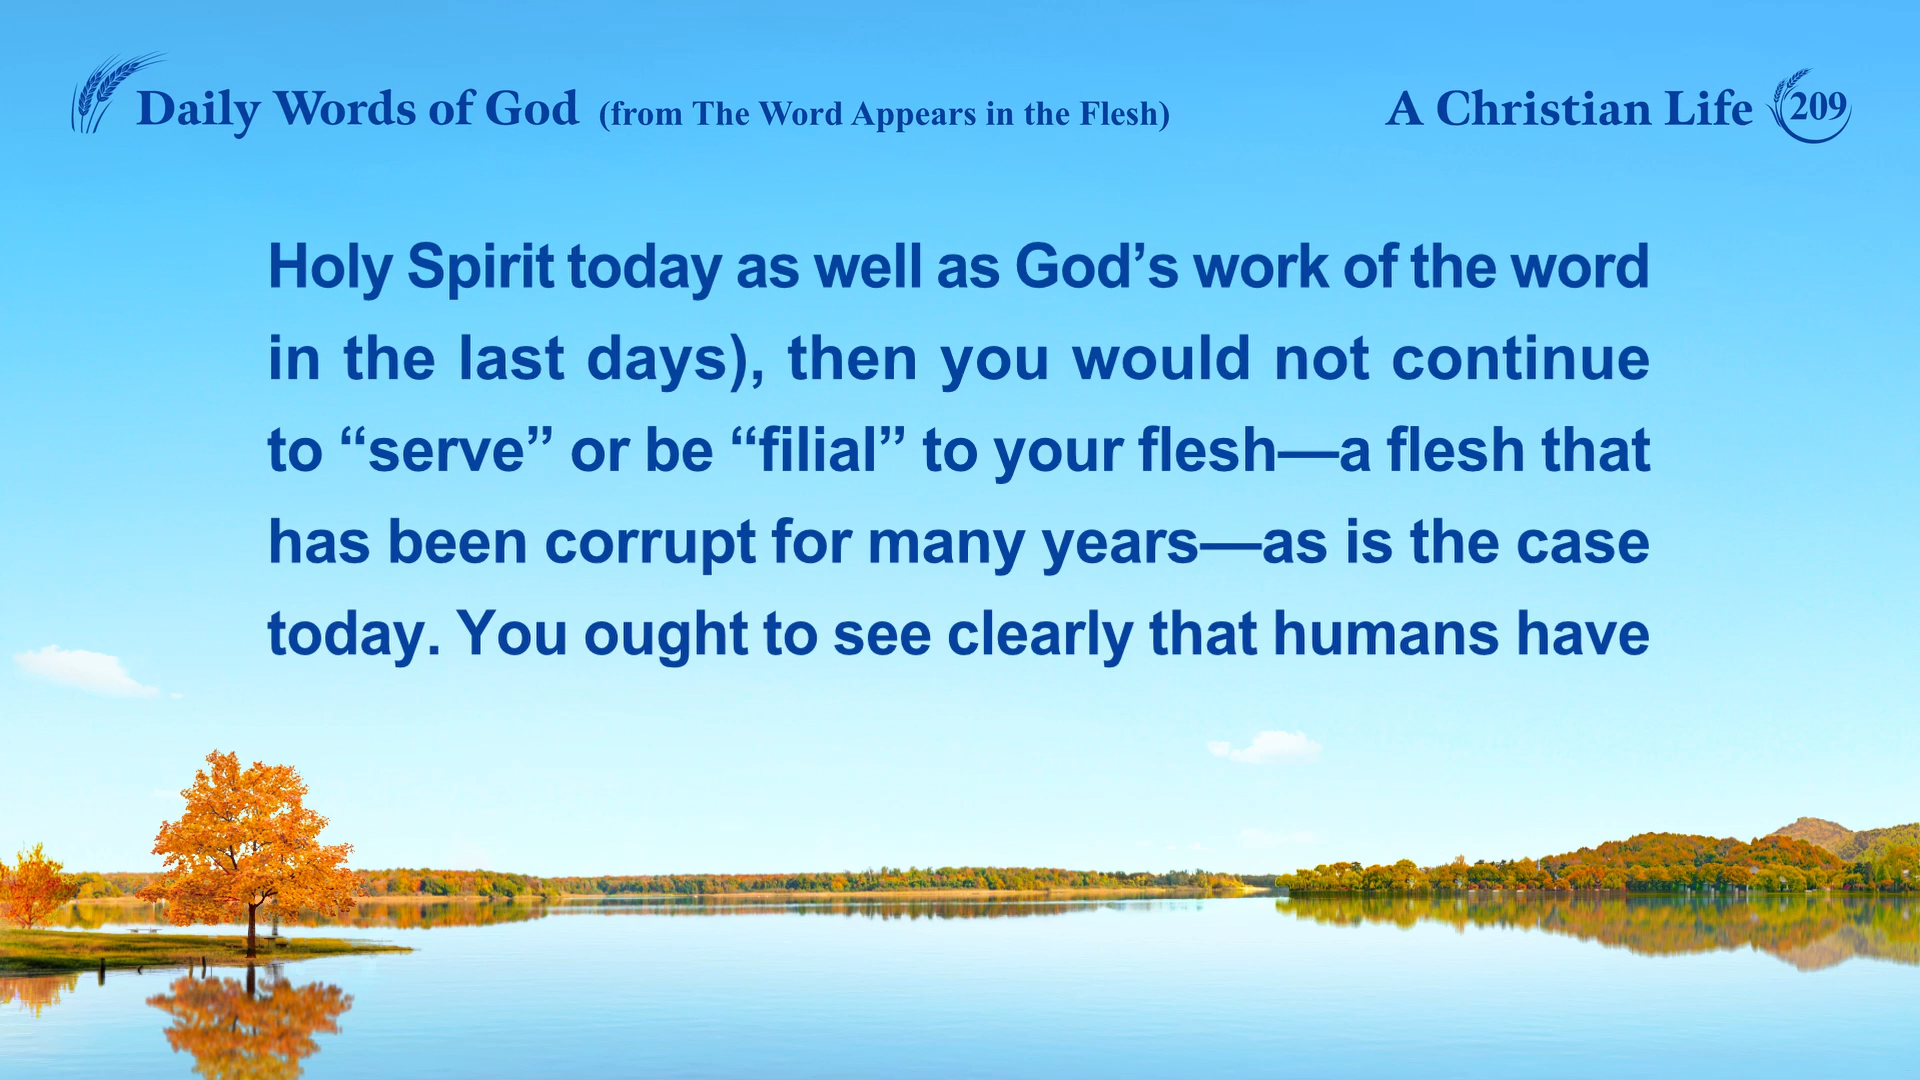 Daily Words of God (from The Word Appears in the Flesh)
A Christian Life 209
Holy Spirit today as well as God’s work of the word
in the last days), then you would not continue
to “serve” or be “filial” to your flesh—a flesh that
has been corrupt for many years—as is the case
today. You ought to see clearly that humans have